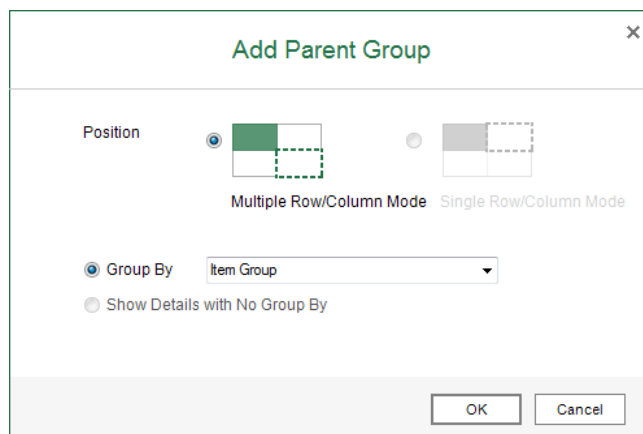 Add Parent Group
Position
Multiple Row/Column Mode Single Row/Column Mode
Group By Item Group
Show Details with No Group By
OK Cancel